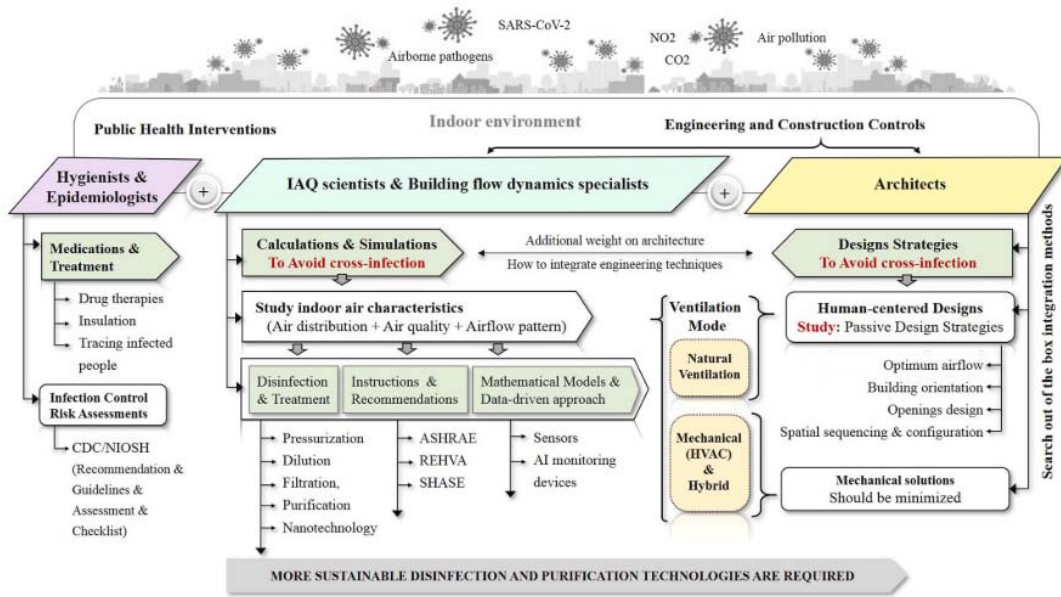 SARS-CoV-2
Airborne pathogens
NO2
CO2
Air pollution
Public Health Interventions
Indoor environment
Engineering and Construction Controls
Hygienists &
Epidemiologists
+
IAQ scientists & Building flow dynamics specialists
+
Architects
Medications &
Treatment
Drug therapies
Insulation
Tracing infected
people
Infection Control
Risk Assessments
CDC/NIOSH
(Recommendation &
Guidelines &
Assessment &
Checklist)
Calculations & Simulations
To Avoid cross-infection
Additional weight on architecture
How to integrate engineering techniques
Study indoor air characteristics
(Air distribution + Air quality + Airflow pattern)
Disinfection
& Treatment
Instructions &
Recommendations
Mathematical Models &
Data-driven approach
Pressurization
Dilution
Filtration,
Purification
Nanotechnology
ASHRAE
REHVA
SHASE
Sensors
AI monitoring
devices
Ventilation
Mode
Natural
Ventilation
Mechanical
(HVAC)
&
Hybrid
Designs Strategies
To Avoid cross-infection
Human-centered Designs
Study: Passive Design Strategies
Optimum airflow
Building orientation
Openings design
Spatial sequencing & configuration
Mechanical solutions
Should be minimized
Search out of the box integration methods
MORE SUSTAINABLE DISINFECTION AND PURIFICATION TECHNOLOGIES ARE REQUIRED